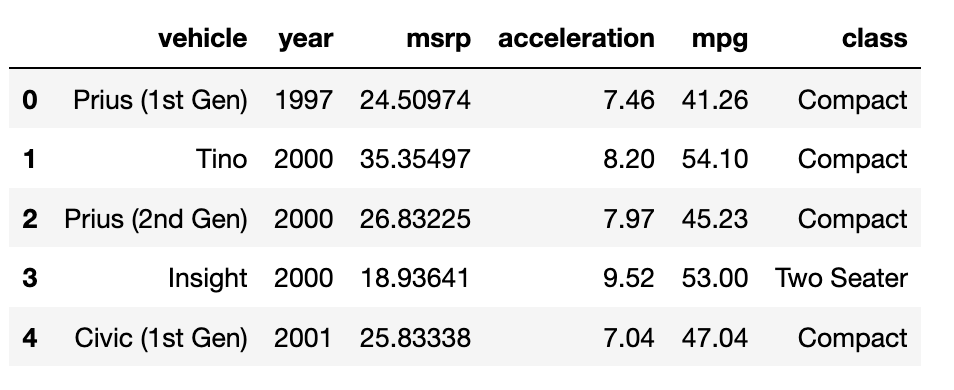 vehicle year msrp acceleration mpg class
0 Prius (1st Gen) 1997 24.50974 7.46 41.26 Compact
1 Tino 2000 35.35497 8.20 54.10 Compact
2 Prius (2nd Gen) 2000 26.83225 7.97 45.23 Compact
3 Insight 2000 18.93641 9.52 53.00 Two Seater
4 Civic (1st Gen) 2001 25.83338 7.04 47.04 Compact